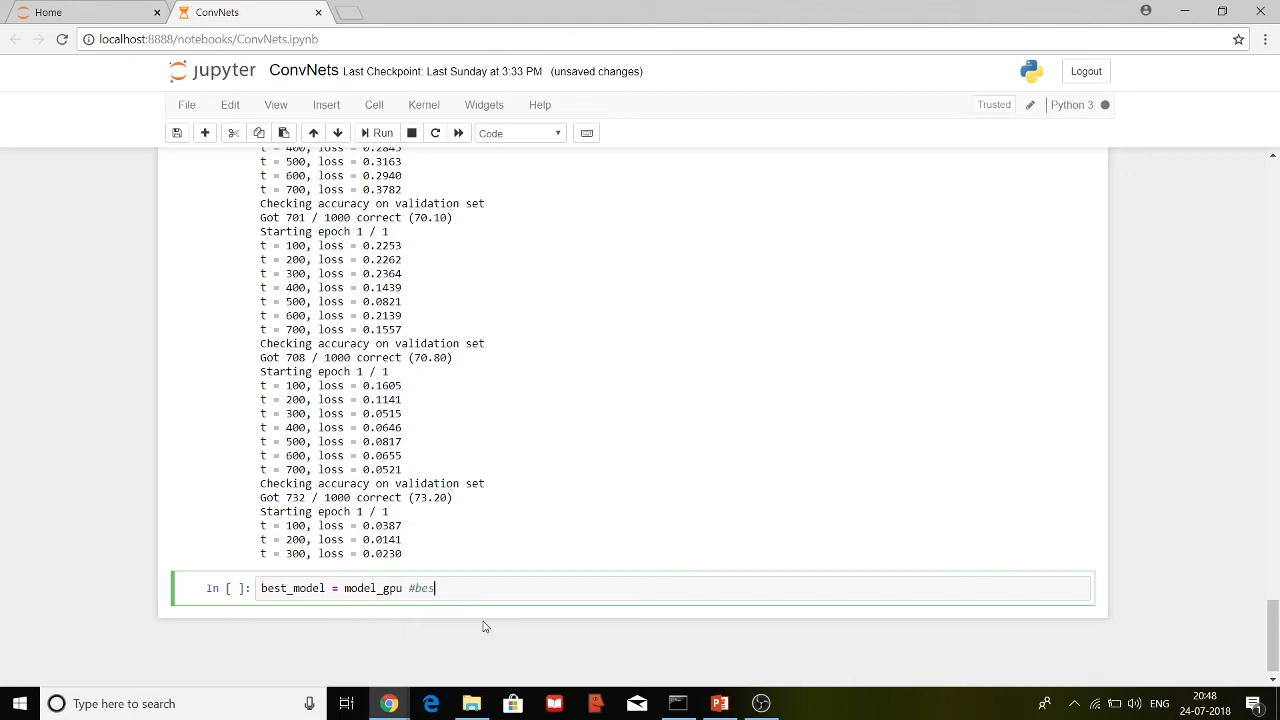 Home
ConvNets
localhost:8888/notebooks/ConvNets.ipynb
jupyter ConvNets Last Checkpoint: Last Sunday at 3:33 PM (unsaved changes)
Logout
File Edit View Insert Cell Kernel Widgets Help
Trusted
Python 3
Run
Code
t = 400, loss = 0.2845
t = 500, loss = 0.3163
t = 600, loss = 0.2940
t = 700, loss = 0.3782
Checking accuracy on validation set
Got 701 / 1000 correct (70.10)
Starting epoch 1 / 1
t = 100, loss = 0.2253
t = 200, loss = 0.2262
t = 300, loss = 0.2364
t = 400, loss = 0.1439
t = 500, loss = 0.0821
t = 600, loss = 0.2139
t = 700, loss = 0.1557
Checking accuracy on validation set
Got 708 / 1000 correct (70.80)
Starting epoch 1 / 1
t = 100, loss = 0.1605
t = 200, loss = 0.1141
t = 300, loss = 0.0515
t = 400, loss = 0.0646
t = 500, loss = 0.0817
t = 600, loss = 0.0655
t = 700, loss = 0.0521
Checking accuracy on validation set
Got 732 / 1000 correct (73.20)
Starting epoch 1 / 1
t = 100, loss = 0.0387
t = 200, loss = 0.0141
t = 300, loss = 0.0230
In [ ]: best_model = model_gpu #bes
Type here to search
ENG
20:48
24-07-2018
1